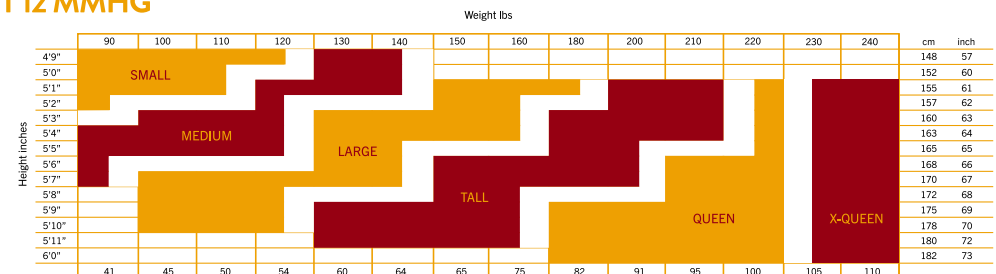 12 MMHG
Weight lbs
90 100 110 120 130 140 150 160 180 200 210 220 230 240 cm inch
4'9" 148 57
5'0" 152 60
SMALL
5'1" 155 61
5'2" 157 62
5'3" 160 63
5'4" 163 64
MEDIUM
5'5" 165 65
LARGE
5'6" 168 66
5'7" 170 67
5'8" 172 68
TALL
5'9" 175 69
QUEEN X-QUEEN
5'10" 178 70
5'11" 180 72
6'0" 182 73
Height inches
41 45 50 54 60 64 65 75 82 91 95 100 105 110